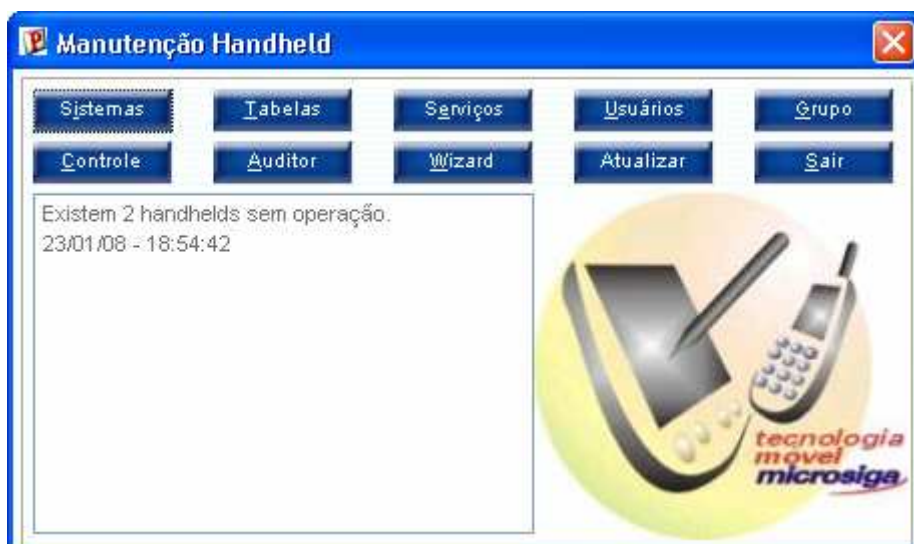 Manutenção Handheld
Sistemas Tabelas Serviços Usuários Grupo
Controle Auditor Wizard Atualizar Sair
Existem 2 handhelds sem operação.
23/01/08 - 18:54:42
tecnologia
móvel
microsiga